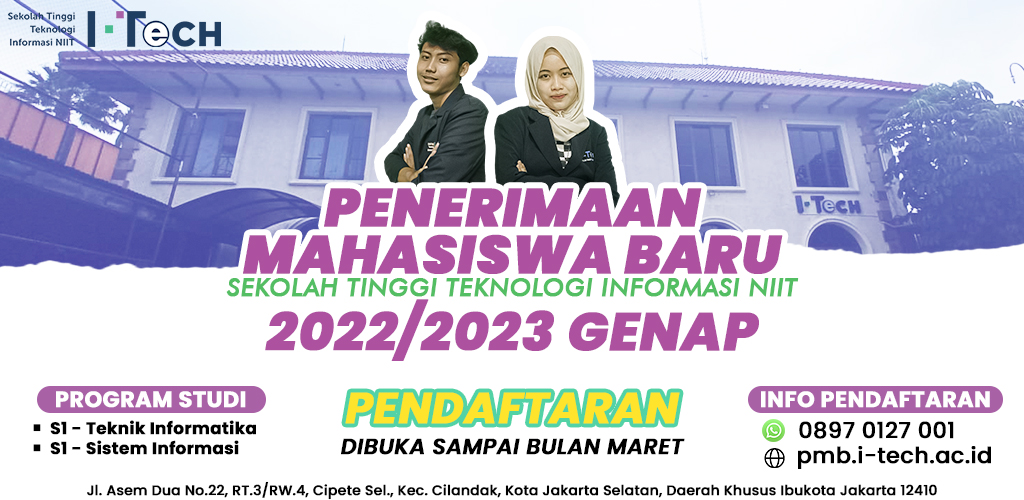 Sekolah Tinggi
Teknologi
Informasi NIIT
I-TECH
I-TECH
I-TECH
PENERIMAAN
MAHASISWA BARU
SEKOLAH TINGGI TEKNOLOGI INFORMASI NIIT
2022/2023 GENAP
PROGRAM STUDI
S1 - Teknik Informatika
S1 - Sistem Informasi
PENDAFTARAN
DIBUKA SAMPAI BULAN MARET
INFO PENDAFTARAN
0897 0127 001
pmb.i-tech.ac.id
Jl. Asem Dua No.22, RT.3/RW.4, Cipete Sel., Kec. Cilandak, Kota Jakarta Selatan, Daerah Khusus Ibukota Jakarta 12410